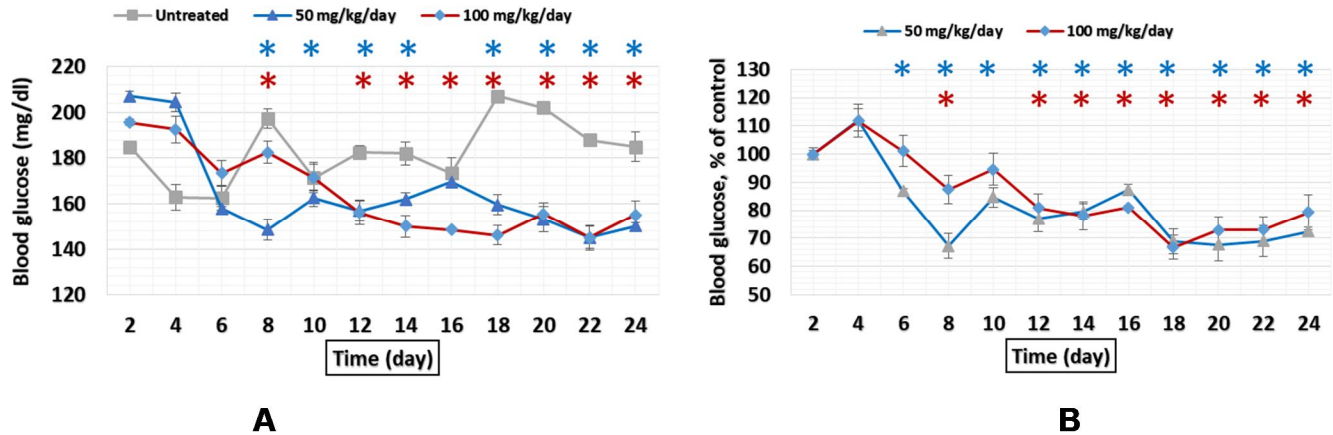 Untreated 50 mg/kg/day 100 mg/kg/day
* * * * * * * *
* * * * * * * *
Blood glucose (mg/dl)
220
200
180
160
140
120
2 4 6 8 10 12 14 16 18 20 22 24
Time (day)
A
50 mg/kg/day 100 mg/kg/day
* * * * * * * * * *
* * * * * * * *
Blood glucose, % of control
130
120
110
100
90
80
70
60
50
2 4 6 8 10 12 14 16 18 20 22 24
Time (day)
B